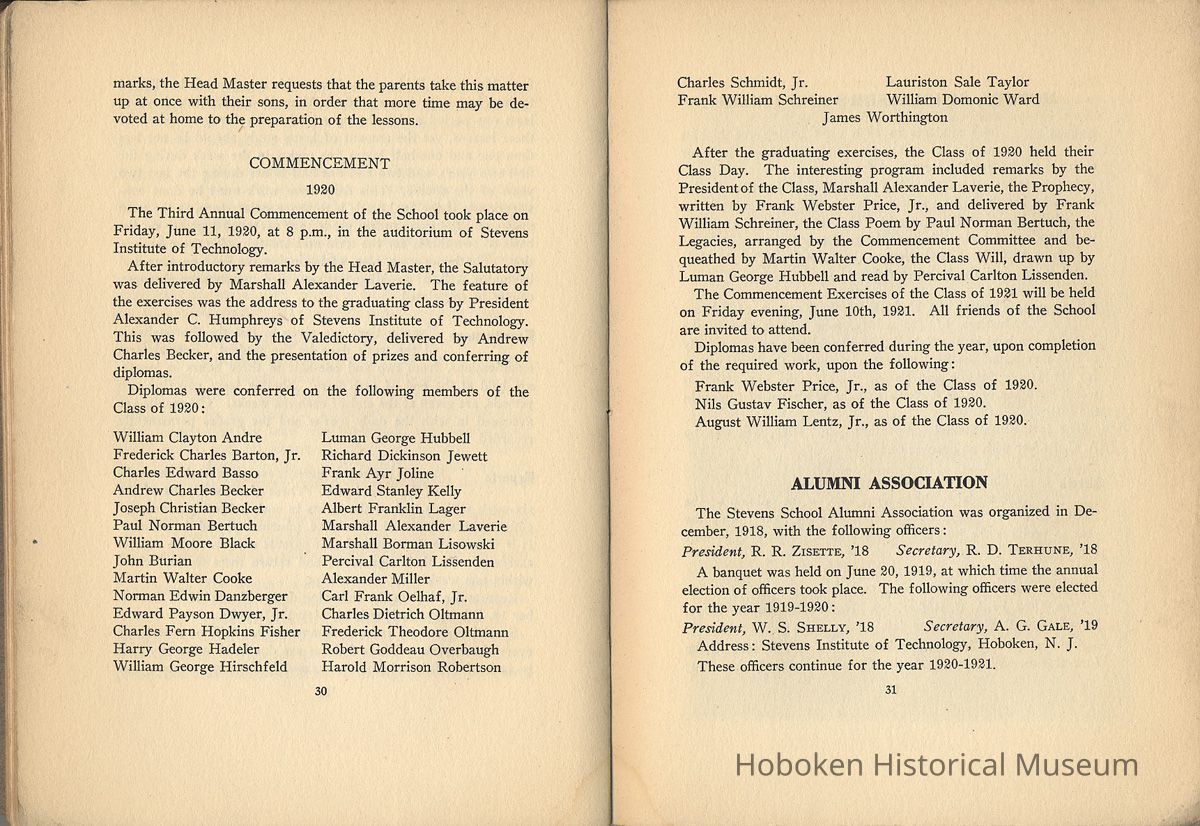 marks, the Head Master requests that the parents take this matter
up at once with their sons, in order that more time may be de-
voted at home to the preparation of the lessons.
COMMENCEMENT
1920
The Third Annual Commencement of the School took place on
Friday, June 11, 1920, at 8 p.m., in the auditorium of Stevens
Institute of Technology.
After introductory remarks by the Head Master, the Salutatory
was delivered by Marshall Alexander Laverie. The feature of
the exercises was the address to the graduating class by President
Alexander C. Humphreys of Stevens Institute of Technology.
This was followed by the Valedictory, delivered by Andrew
Charles Becker, and the presentation of prizes and conferring of
diplomas.
Diplomas were conferred on the following members of the
Class of 1920:
William Clayton Andre
Frederick Charles Barton, Jr.
Charles Edward Basso
Andrew Charles Becker
Joseph Christian Becker
Paul Norman Bertuch
William Moore Black
John Burian
Martin Walter Cooke
Norman Edwin Danzberger
Edward Payson Dwyer, Jr.
Charles Fern Hopkins Fisher
Harry George Hadeler
William George Hirschfeld
Luman George Hubbell
Richard Dickinson Jewett
Frank Ayr Joline
Edward Stanley Kelly
Albert Franklin Lager
Marshall Alexander Laverie
Marshall Borman Lisowski
Percival Carlton Lissenden
Alexander Miller
Carl Frank Oelhaf, Jr.
Charles Dietrich Oltmann
Frederick Theodore Oltmann
Robert Goddeau Overbaugh
Harold Morrison Robertson
30
Charles Schmidt, Jr. Lauriston Sale Taylor
Frank William Schreiner William Domonic Ward
James Worthington
After the graduating exercises, the Class of 1920 held their
Class Day. The interesting program included remarks by the
President of the Class, Marshall Alexander Laverie, the Prophecy,
written by Frank Webster Price, Jr., and delivered by Frank
William Schreiner, the Class Poem by Paul Norman Bertuch, the
Legacies, arranged by the Commencement Committee and be-
queathed by Martin Walter Cooke, the Class Will, drawn up by
Luman George Hubbell and read by Percival Carlton Lissenden.
The Commencement Exercises of the Class of 1921 will be held
on Friday evening, June 10th, 1921. All friends of the School
are invited to attend.
Diplomas have been conferred during the year, upon completion
of the required work, upon the following:
Frank Webster Price, Jr., as of the Class of 1920.
Nils Gustav Fischer, as of the Class of 1920.
August William Lentz, Jr., as of the Class of 1920.
ALUMNI ASSOCIATION
The Stevens School Alumni Association was organized in De-
cember, 1918, with the following officers:
President, R. R. ZISETTE, '18 Secretary, R. D. TERHUNE, '18
A banquet was held on June 20, 1919, at which time the annual
election of officers took place. The following officers were elected
for the year 1919-1920:
President, W. S. SHELLY, '18 Secretary, A. G. GALE, '19
Address: Stevens Institute of Technology, Hoboken, N. J.
These officers continue for the year 1920-1921.
31
Hoboken Historical Museum